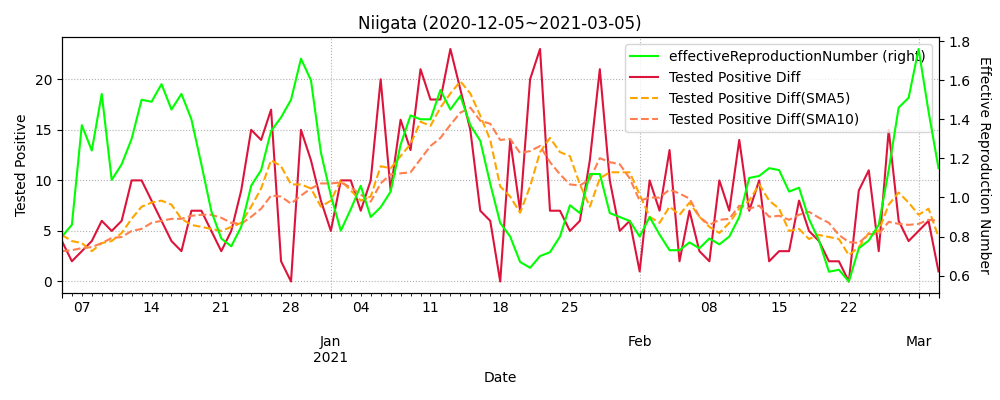 Niigata (2020-12-05~2021-03-05)
effectiveReproductionNumber (right)
Tested Positive Diff
Tested Positive Diff(SMA5)
Tested Positive Diff(SMA10)
Tested Positive
20
15
10
5
0
1.8
1.6
1.4
1.2
1.0
0.8
0.6
Effective Reproduction Number
07 14 21 28 04 11 18 25 08 15 22
Jan Feb Mar
2021
Date